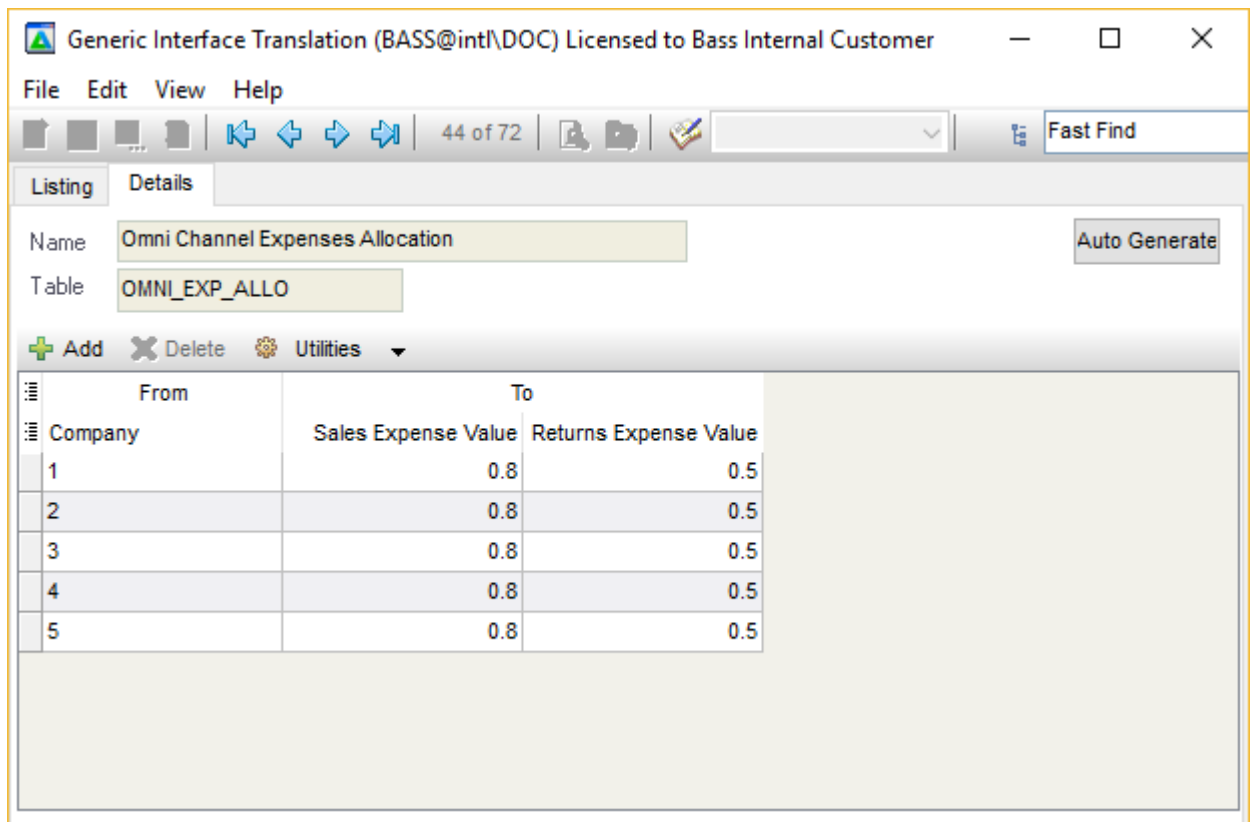 Generic Interface Translation (BASS@intl\DOC) Licensed to Bass Internal Customer
File Edit View Help
44 of 72 Fast Find
Listing Details
Name Omni Channel Expenses Allocation Auto Generate
Table OMNI_EXP_ALLO
Add Delete Utilities
From To
Company Sales Expense Value Returns Expense Value
1 0.8 0.5
2 0.8 0.5
3 0.8 0.5
4 0.8 0.5
5 0.8 0.5